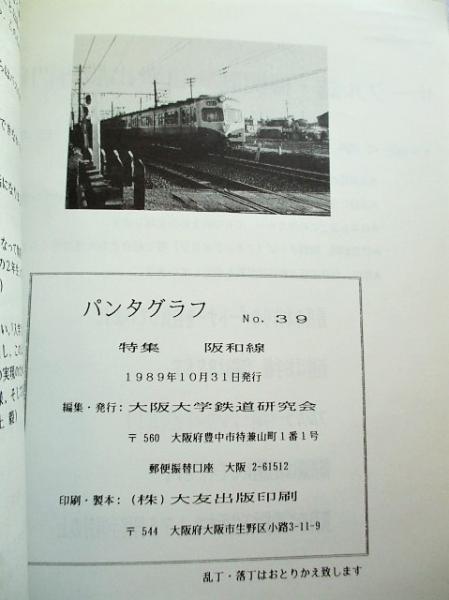 パンタグラフ No.39
特集 阪和線
1989年10月31日発行
編集・発行：大阪大学鉄道研究会
〒560 大阪府豊中市待兼山町1番1号
郵便振替口座 大阪 2-61512
印刷・製本：(株)大友出版印刷
〒544 大阪府大阪市生野区小路3-11-9
乱丁・落丁はおとりかえ致します